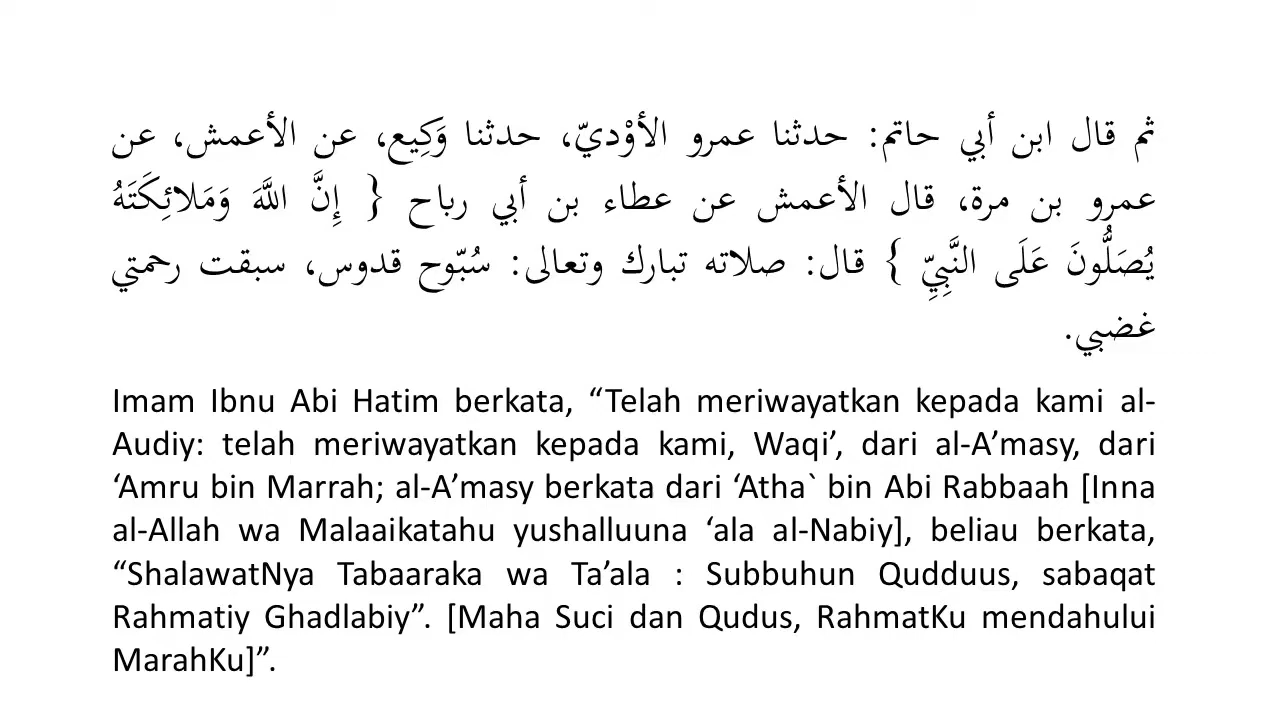 ثم قال ابن أبي حاتم: حدثنا عمرو الأوْديّ، حدثنا وَكِيع، عن الأعمش، عن
عمرو بن مرة، قال الأعمش عن عطاء بن أبي رباح { إِنَّ اللَّهَ وَمَلائِكَتَهُ
يُصَلُّونَ عَلَى النَّبِيِّ } قال: صلاته تبارك وتعالى: سُبّوح قدوس، سبقت رحمتي
غضبي.
Imam Ibnu Abi Hatim berkata, “Telah meriwayatkan kepada kami al-
Audiy: telah meriwayatkan kepada kami, Waqi’, dari al-A’masy, dari
‘Amru bin Marrah; al-A’masy berkata dari ‘Atha` bin Abi Rabbaah [Inna
al-Allah wa Malaaikatahu yushalluuna ‘ala al-Nabiy], beliau berkata,
“ShalawatNya Tabaaraka wa Ta’ala : Subbuhun Qudduus, sabaqat
Rahmatiy Ghadlabiy”. [Maha Suci dan Qudus, RahmatKu mendahului
MarahKu]”.